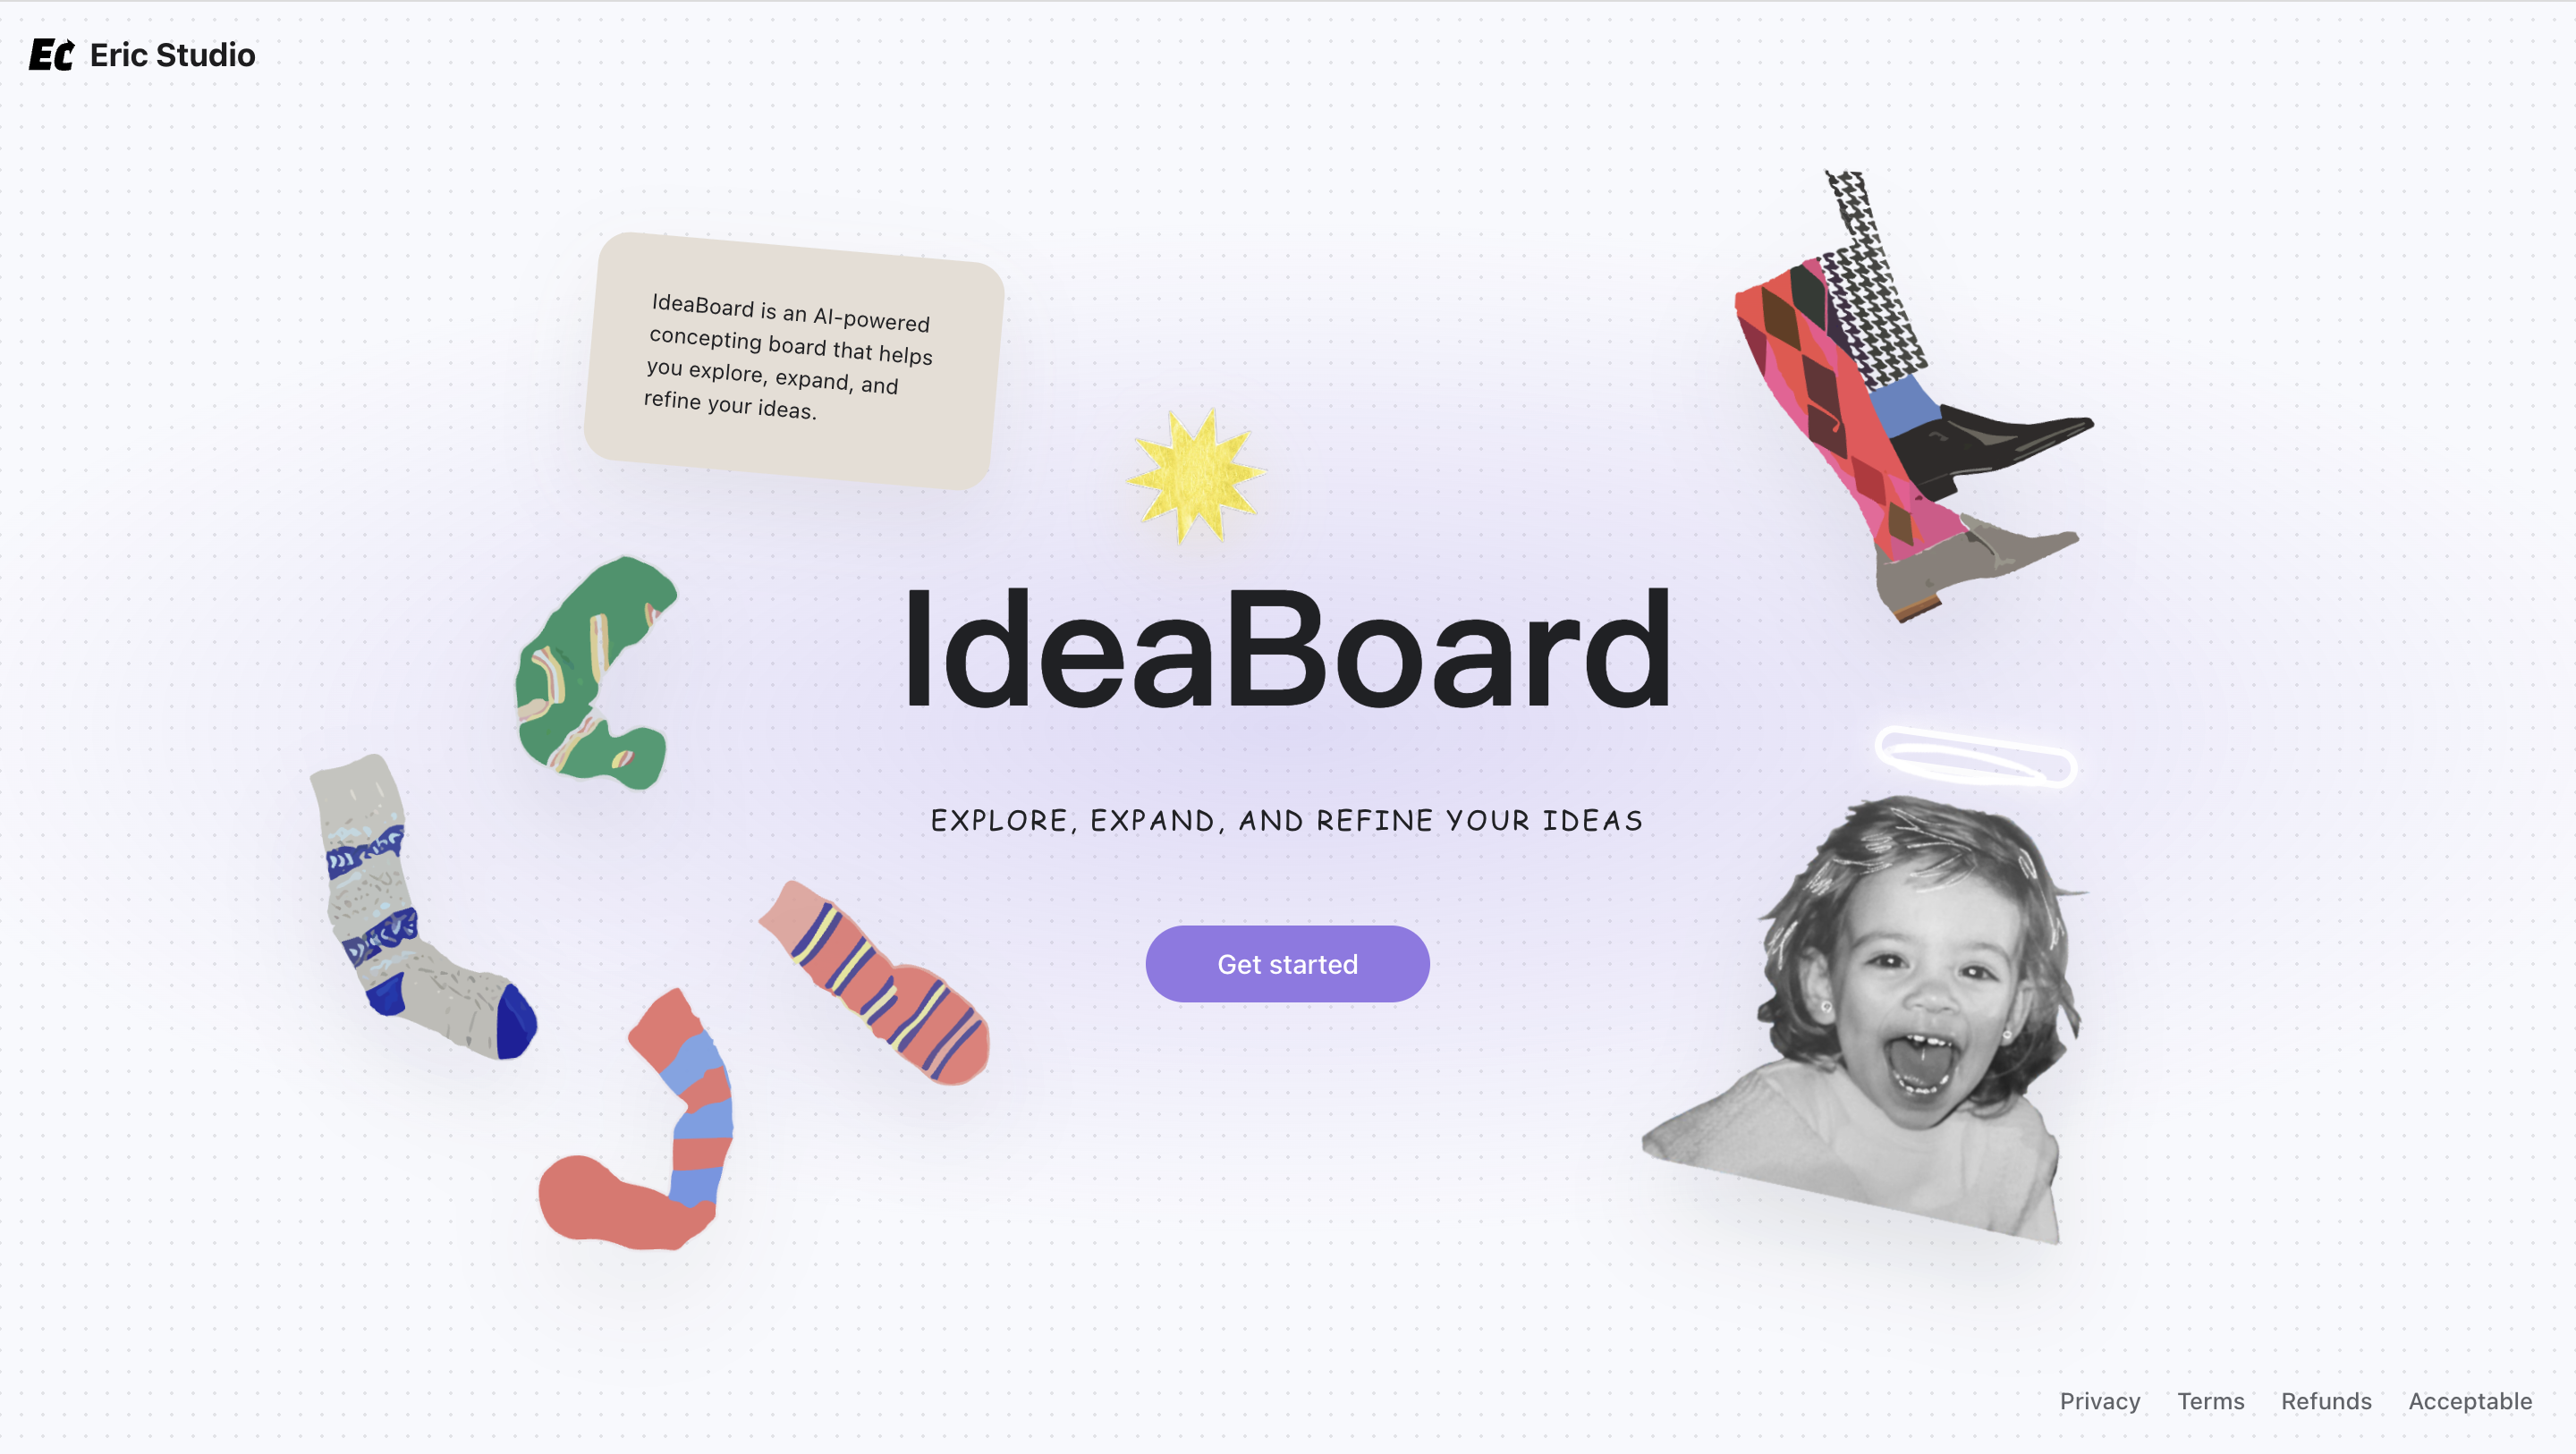 EC Eric Studio
IdeaBoard is an AI-powered
concepting board that helps
you explore, expand, and
refine your ideas.
IdeaBoard
EXPLORE, EXPAND, AND REFINE YOUR IDEAS
Get started
Privacy Terms Refunds Acceptable